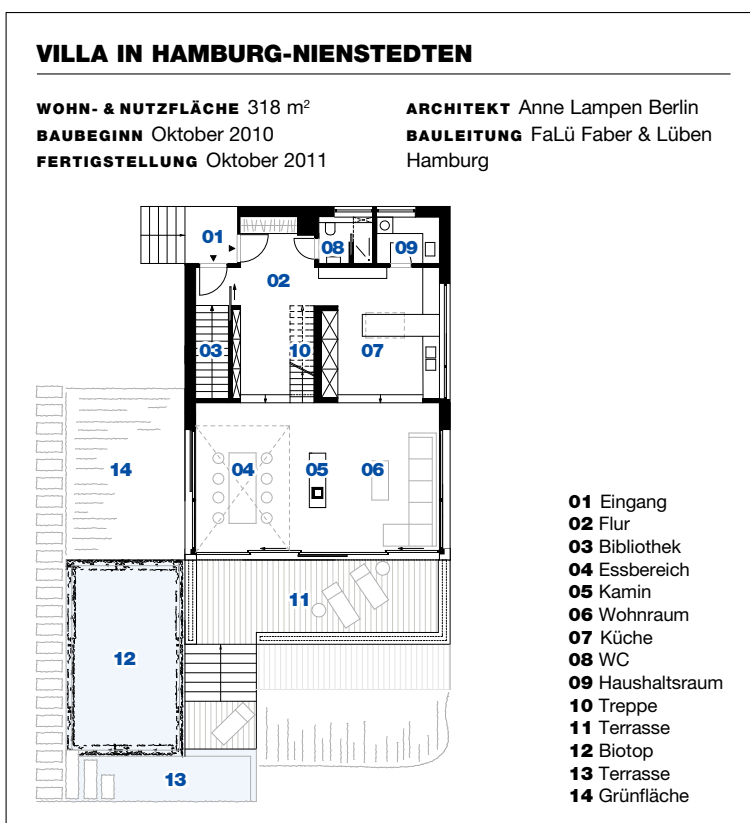 VILLA IN HAMBURG-NIENSTEDTEN
WOHN- & NUTZFLÄCHE 318 m²
BAUBEGINN Oktober 2010
FERTIGSTELLUNG Oktober 2011
ARCHITEKT Anne Lampen Berlin
BAULEITUNG FaLü Faber & Lüben
Hamburg
01
08
09
02
03
10
07
04
05
06
14
11
12
13
01 Eingang
02 Flur
03 Bibliothek
04 Essbereich
05 Kamin
06 Wohnraum
07 Küche
08 WC
09 Haushaltsraum
10 Treppe
11 Terrasse
12 Biotop
13 Terrasse
14 Grünfläche